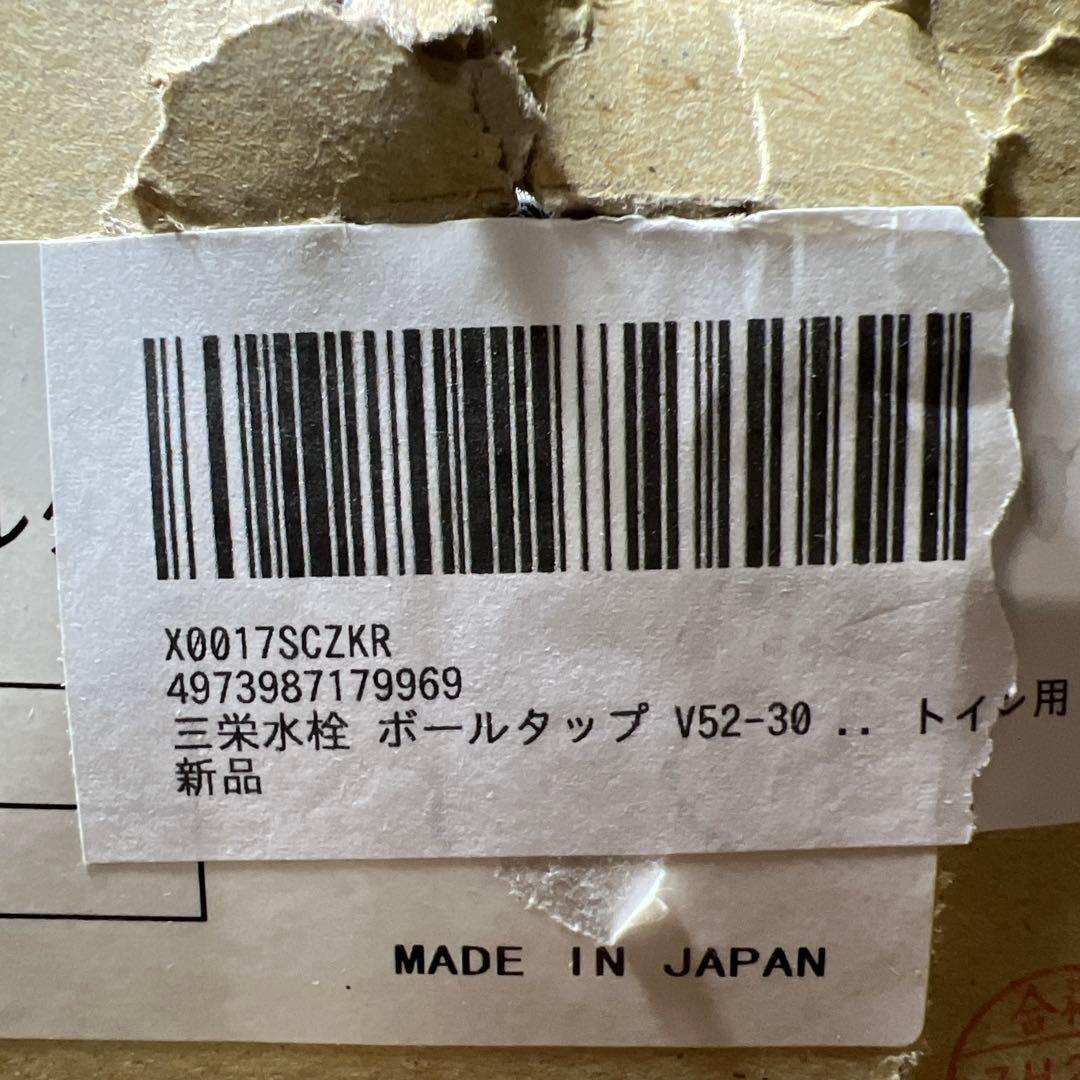 X0017SCZKR
4973987179969
三栄水栓 ボールタップ V52-30 .. トイレ用
新品
MADE IN JAPAN